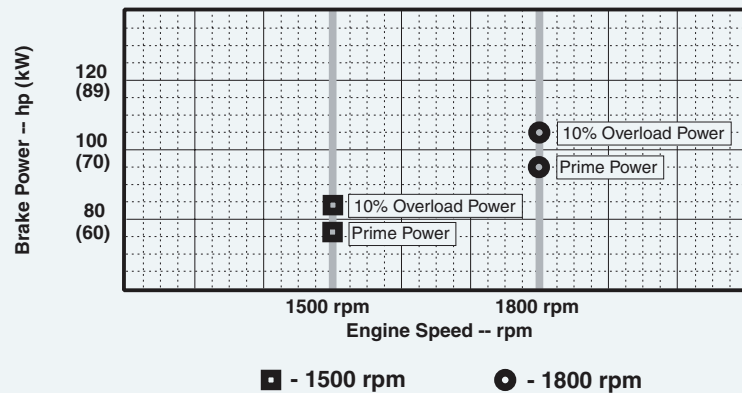 Brake Power -- hp (kW)
120
(89)
100
(70)
80
(60)
10% Overload Power
Prime Power
10% Overload Power
Prime Power
1500 rpm
1800 rpm
Engine Speed -- rpm
- 1500 rpm
- 1800 rpm